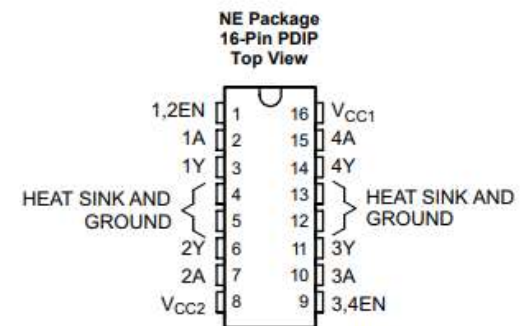 NE Package
16-Pin PDIP
Top View
1,2EN 1 16 VCC1
1A 2 15 4A
1Y 3 14 4Y
HEAT SINK AND GROUND 4 13 HEAT SINK AND GROUND
5 12
2Y 6 11 3Y
2A 7 10 3A
VCC2 8 9 3,4EN